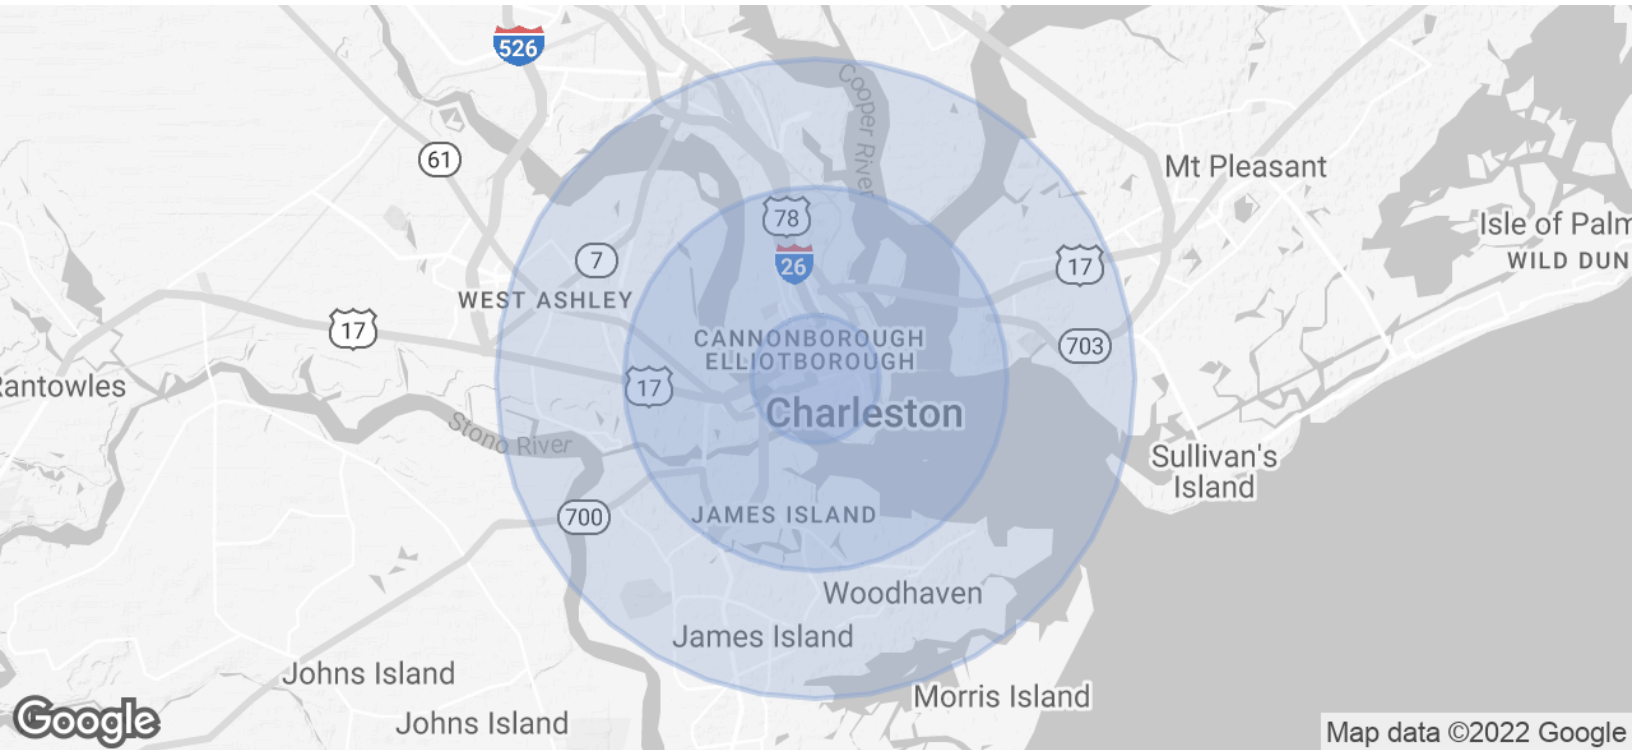 526
Cooper River
61
Mt Pleasant
78
Isle of Palm
7
26
17
WILD DUN
WEST ASHLEY
17
CANNONBOROUGH
ELLIOTBOROUGH
703
Rantowles
17
Charleston
Stono River
Sullivan's
Island
700
JAMES ISLAND
Woodhaven
James Island
Johns Island
Morris Island
Johns Island
Google
Map data ©2022 Google